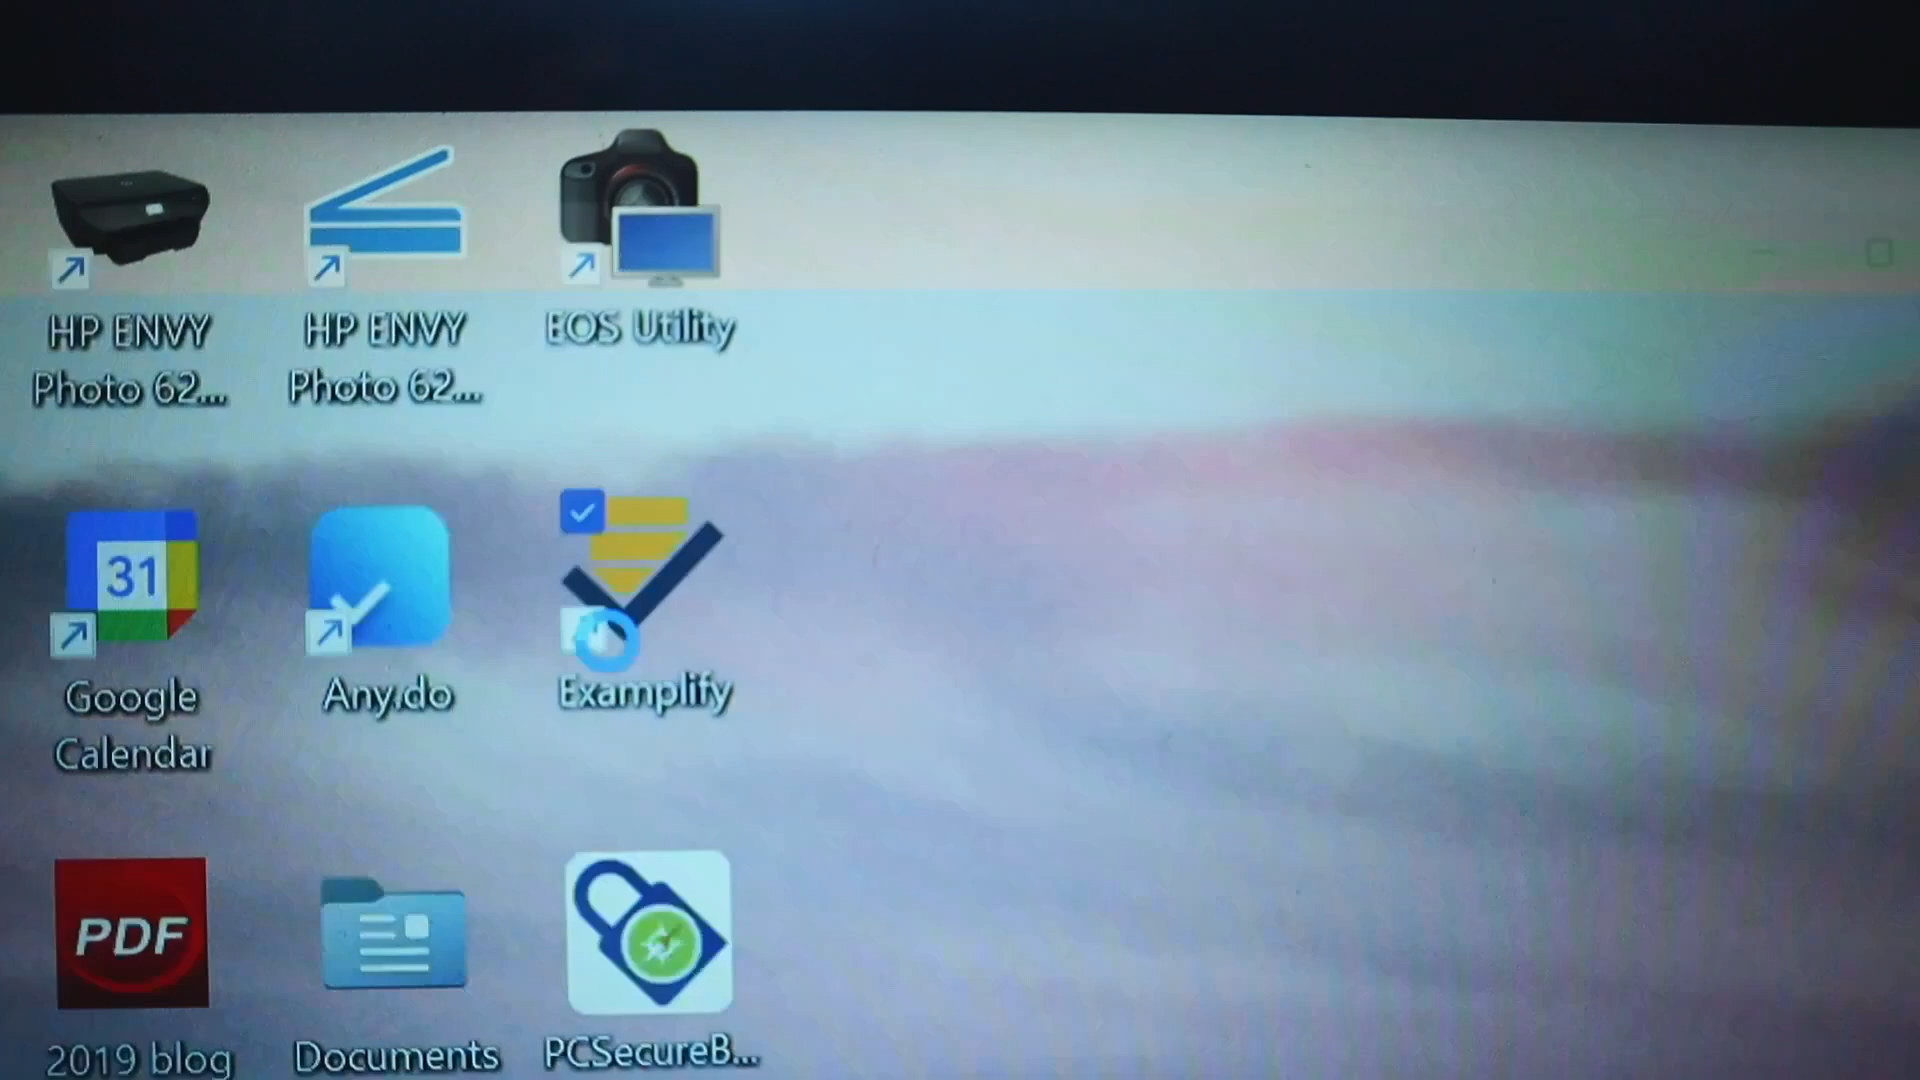 HP ENVY
Photo 62...
HP ENVY
Photo 62...
EOS Utility
31
Google
Calendar
Any.do
Examplify
PDF
2019 blog
Documents
PCSecureB...